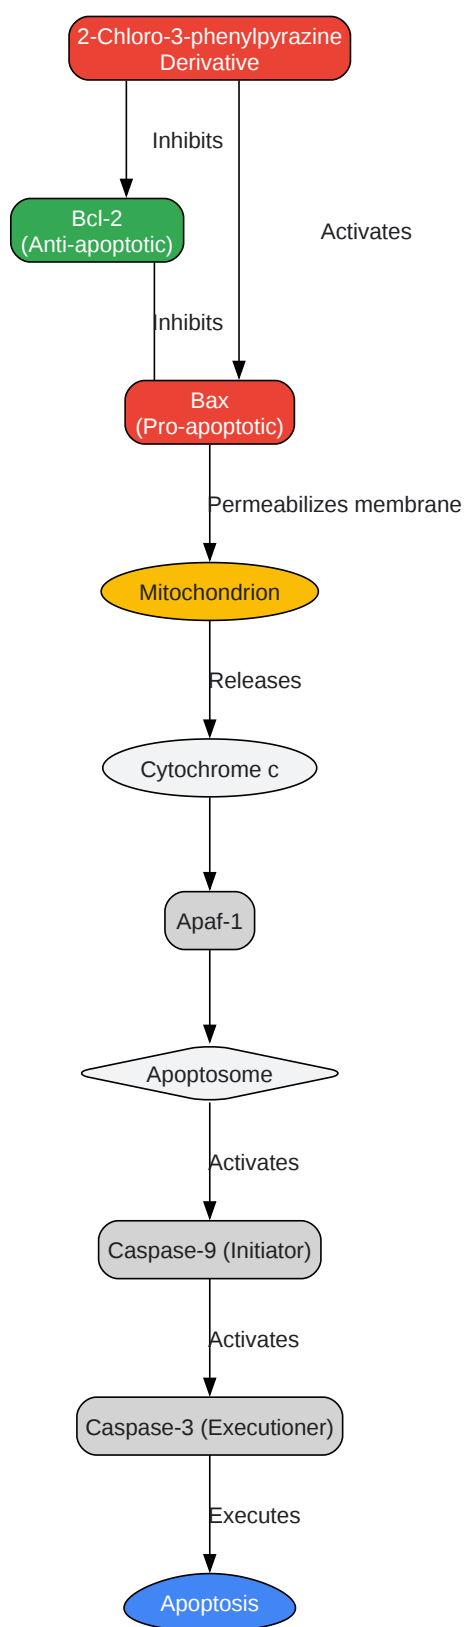 2-Chloro-3-phenylpyrazine
Derivative
Inhibits
Bcl-2
(Anti-apoptotic)
Activates
Inhibits
Bax
(Pro-apoptotic)
Permeabilizes membrane
Mitochondrion
Releases
Cytochrome c
Apaf-1
Apoptosome
Activates
Caspase-9 (Initiator)
Activates
Caspase-3 (Executioner)
Executes
Apoptosis